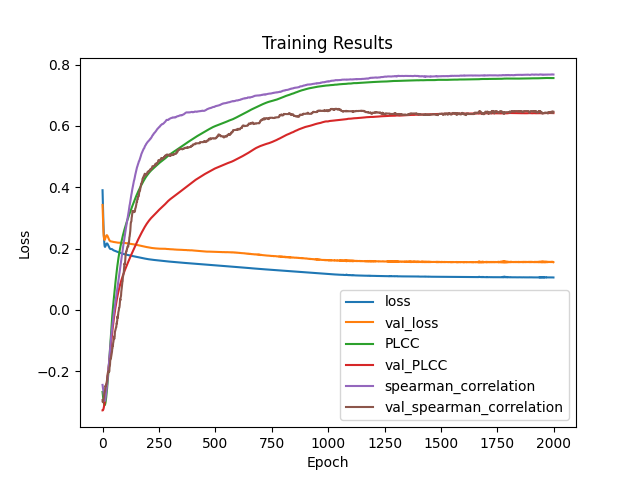 Training Results
0.8
0.6
0.4
0.2
0.0
−0.2
Loss
loss
val_loss
PLCC
val_PLCC
spearman_correlation
val_spearman_correlation
0 250 500 750 1000 1250 1500 1750 2000
Epoch